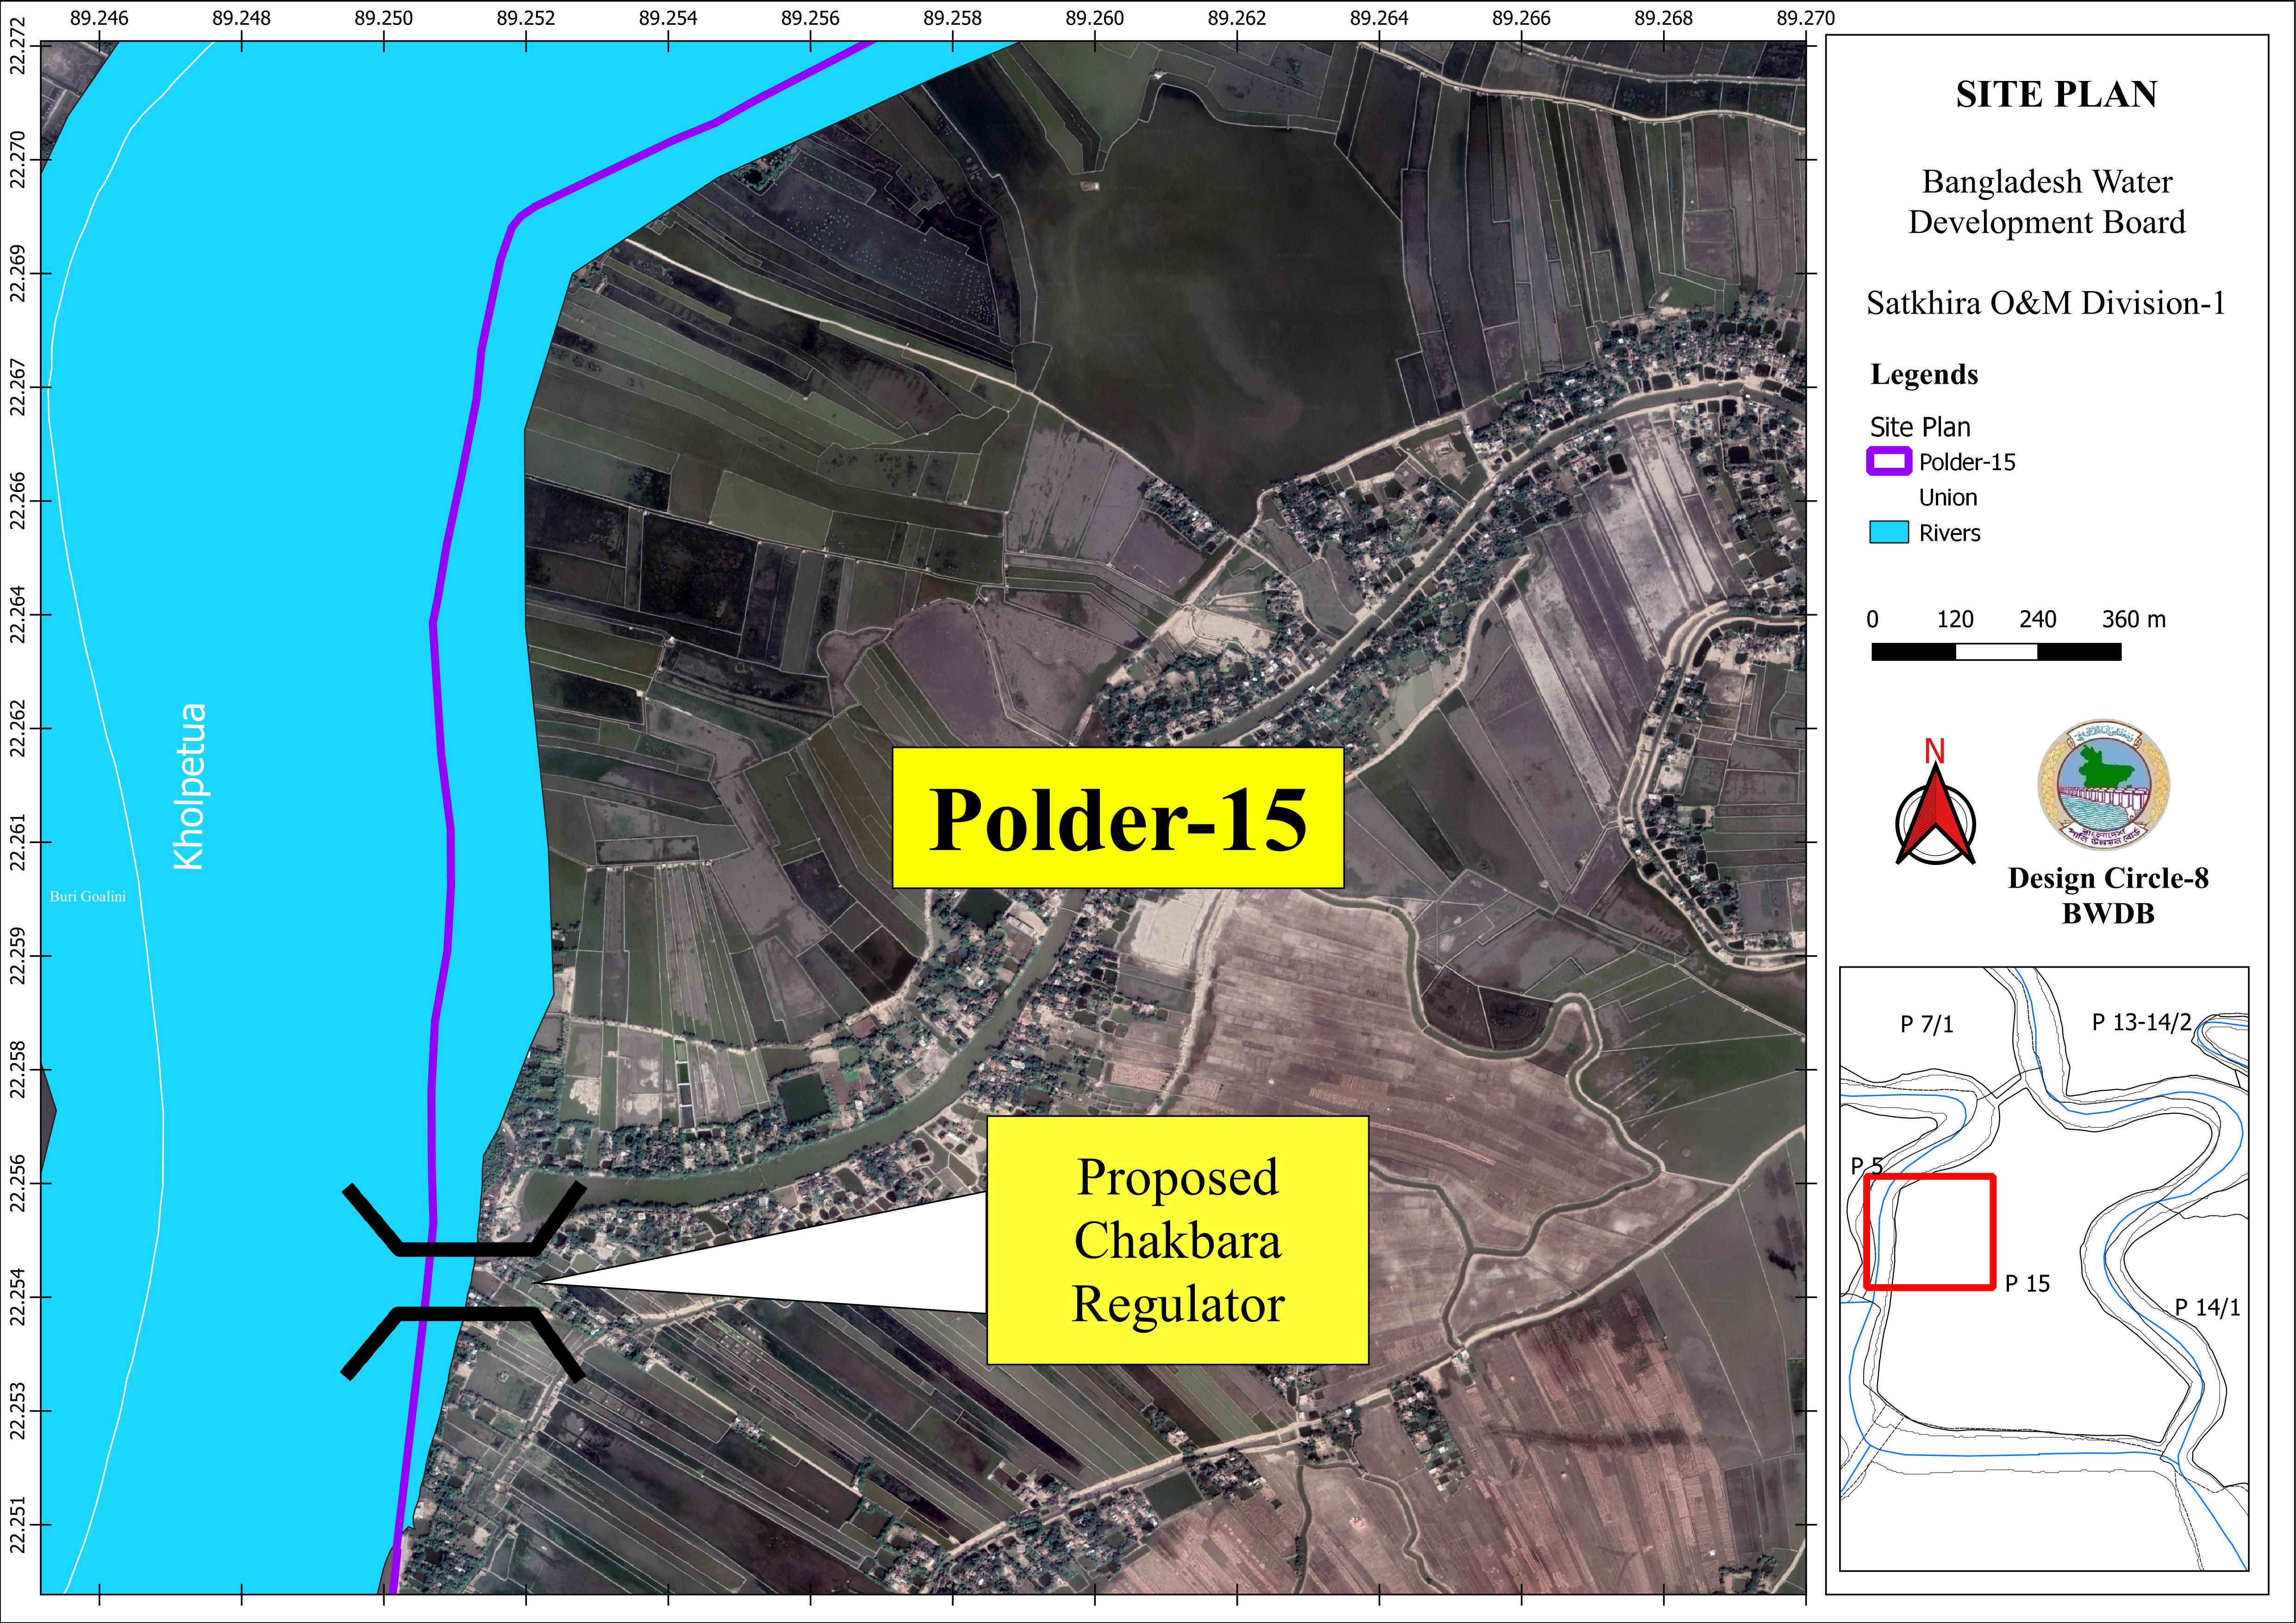 89.246 89.248 89.250 89.252 89.254 89.256 89.258 89.260 89.262 89.264 89.266 89.268 89.270
22.272
22.270
22.269
22.267
22.266
22.264
22.262
22.261
22.259
22.258
22.256
22.254
22.253
22.251
Kholpetua
Buri Goalini
Polder-15
Proposed
Chakbara
Regulator
SITE PLAN
Bangladesh Water
Development Board
Satkhira O&M Division-1
Legends
Site Plan
Polder-15
Union
Rivers
0 120 240 360 m
N
পানি উন্নয়ন বোর্ড
Design Circle-8
BWDB
P 7/1
P 13-14/2
P 5
P 15
P 14/1